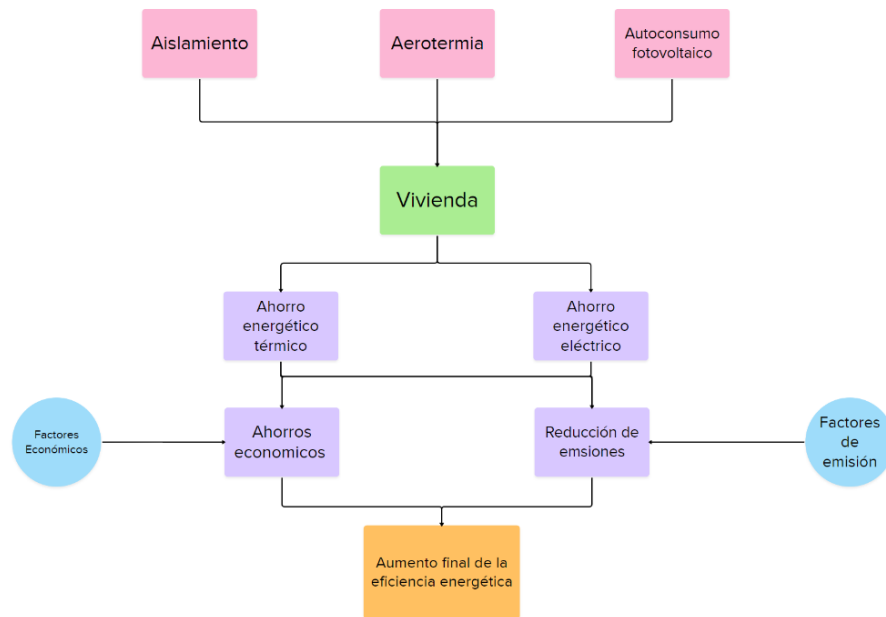 Aislamiento
Aerotermia
Autoconsumo
fotovoltaico
Vivienda
Ahorro
energético
térmico
Ahorro
energético
eléctrico
Factores
Económicos
Ahorros
economicos
Reducción de
emsiones
Factores
de
emisión
Aumento final de la
eficiencia energética